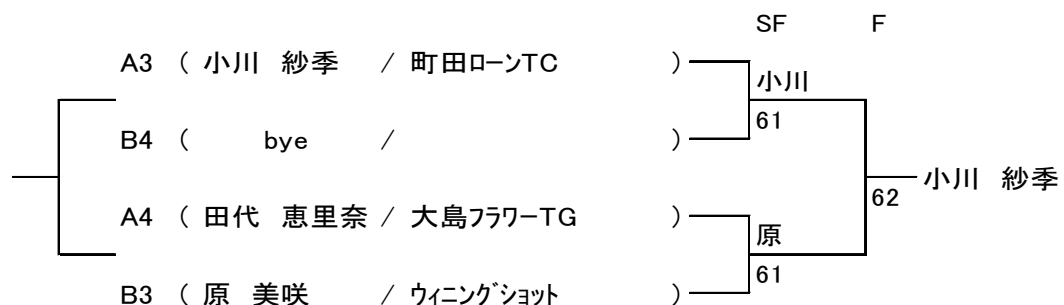 SF F
A3 ( 小川 紗季 / 町田ローンTC )
小川
61
B4 ( bye / )
小川 紗季
62
A4 ( 田代 恵里奈 / 大島フラワーTG )
原
61
B3 ( 原 美咲 / ウィニングショット )